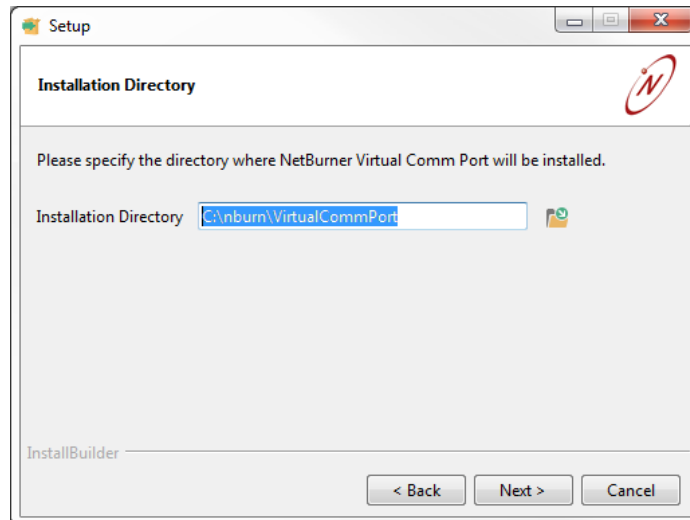 Setup
Installation Directory
N
Please specify the directory where NetBurner Virtual Comm Port will be installed.
Installation Directory C:\nburn\VirtualCommPort
InstallBuilder
< Back Next > Cancel